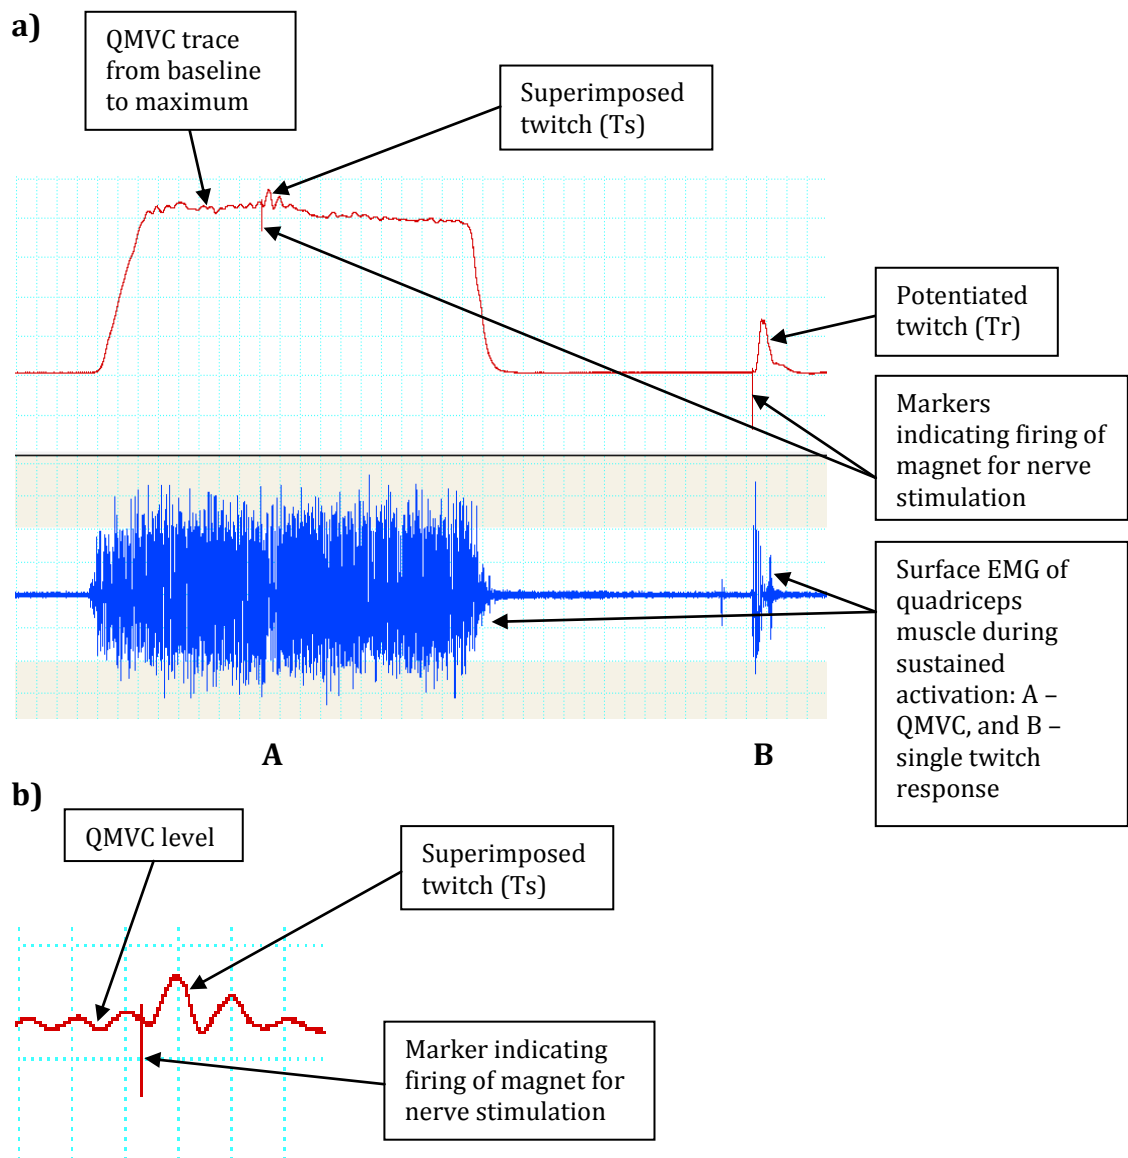 a)
QMVC trace
from baseline
to maximum
Superimposed
twitch (Ts)
Potentiated
twitch (Tr)
Markers
indicating firing of
magnet for nerve
stimulation
Surface EMG of
quadriceps
muscle during
sustained
activation: A –
QMVC, and B –
single twitch
response
A
B
b)
QMVC level
Superimposed
twitch (Ts)
Marker indicating
firing of magnet for
nerve stimulation